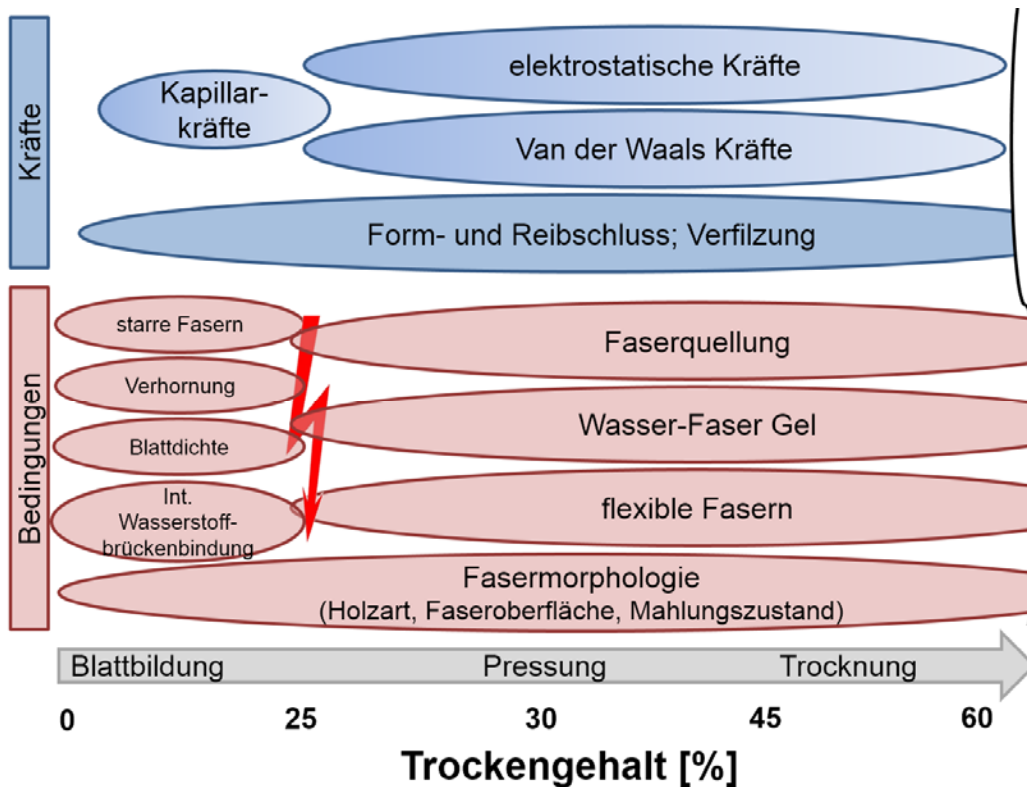 Kräfte
elektrostatische Kräfte
Kapillar-
kräfte
Van der Waals Kräfte
Form- und Reibschluss; Verfilzung
Bedingungen
starre Fasern
Faserquellung
Verhornung
Wasser-Faser Gel
Blattdichte
Int.
Wasserstoff-
brückenbindung
flexible Fasern
Fasermorphologie
(Holzart, Faseroberfläche, Mahlungszustand)
Blattbildung Pressung Trocknung
0 25 30 45 60
Trockengehalt [%]